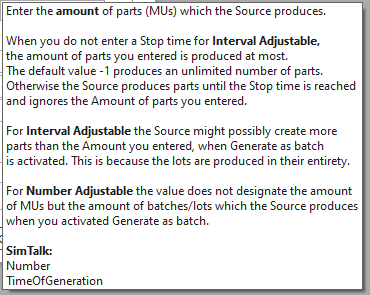 Enter the amount of parts (MUs) which the Source produces.
When you do not enter a Stop time for Interval Adjustable,
the amount of parts you entered is produced at most.
The default value -1 produces an unlimited number of parts.
Otherwise the Source produces parts until the Stop time is reached
and ignores the Amount of parts you entered.
For Interval Adjustable the Source might possibly create more
parts than the Amount you entered, when Generate as batch
is activated. This is because the lots are produced in their entirety.
For Number Adjustable the value does not designate the amount
of MUs but the amount of batches/lots which the Source produces
when you activated Generate as batch.
SimTalk:
Number
TimeOfGeneration